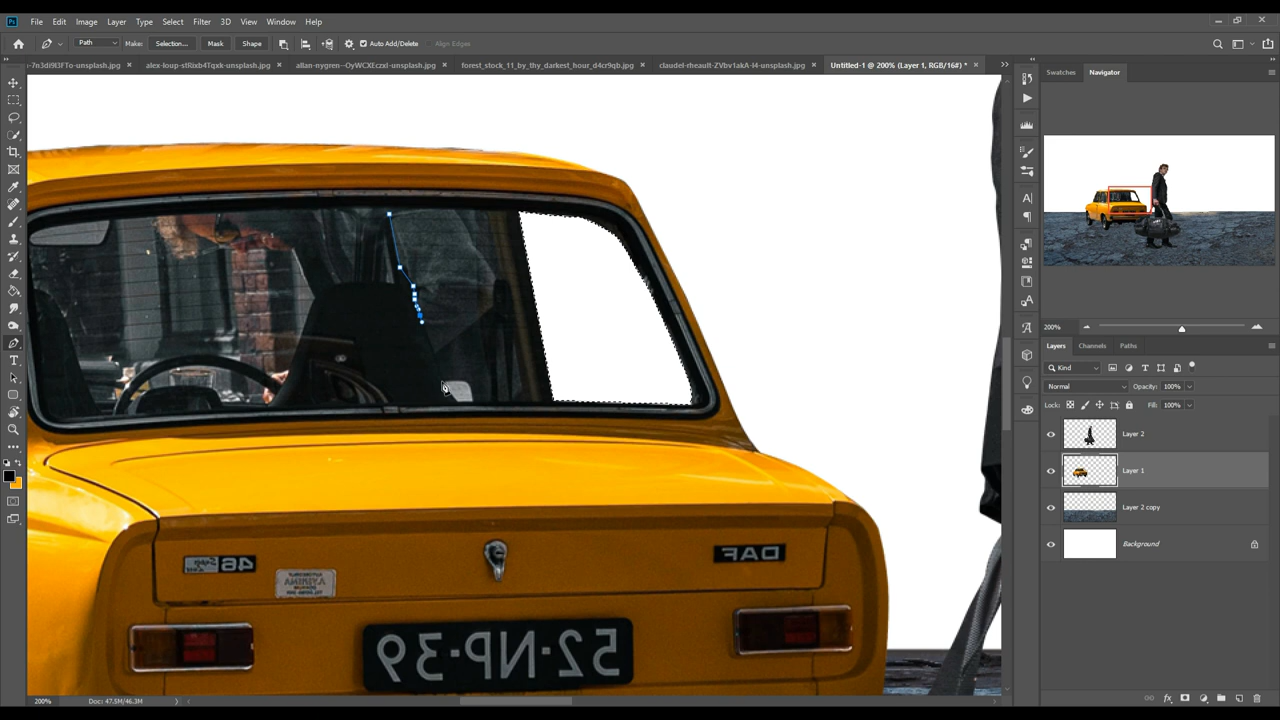 Ps File Edit Image Layer Type Select Filter 3D View Window Help
Path Make: Selection... Mask Shape Auto Add/Delete Align Edges
-7n3di9l3FTo-unsplash.jpg × alex-loup-stRixb4Tqxk-unsplash.jpg × allan-nygren--OyWCXEczxI-unsplash.jpg × forest_stock_11_by_thy_darkest_hour_d4cr9qb.jpg × claudel-rheault-ZVbv1akA-l4-unsplash.jpg × Untitled-1 @ 200% (Layer 1, RGB/16#) * ×
Swatches Navigator
200%
Layers Channels Paths
Kind
Normal Opacity: 100%
Lock: Fill: 100%
Layer 2
Layer 1
Layer 2 copy
Background
46 DAF
52-NP-39
200% Doc: 47.5M/46.3M